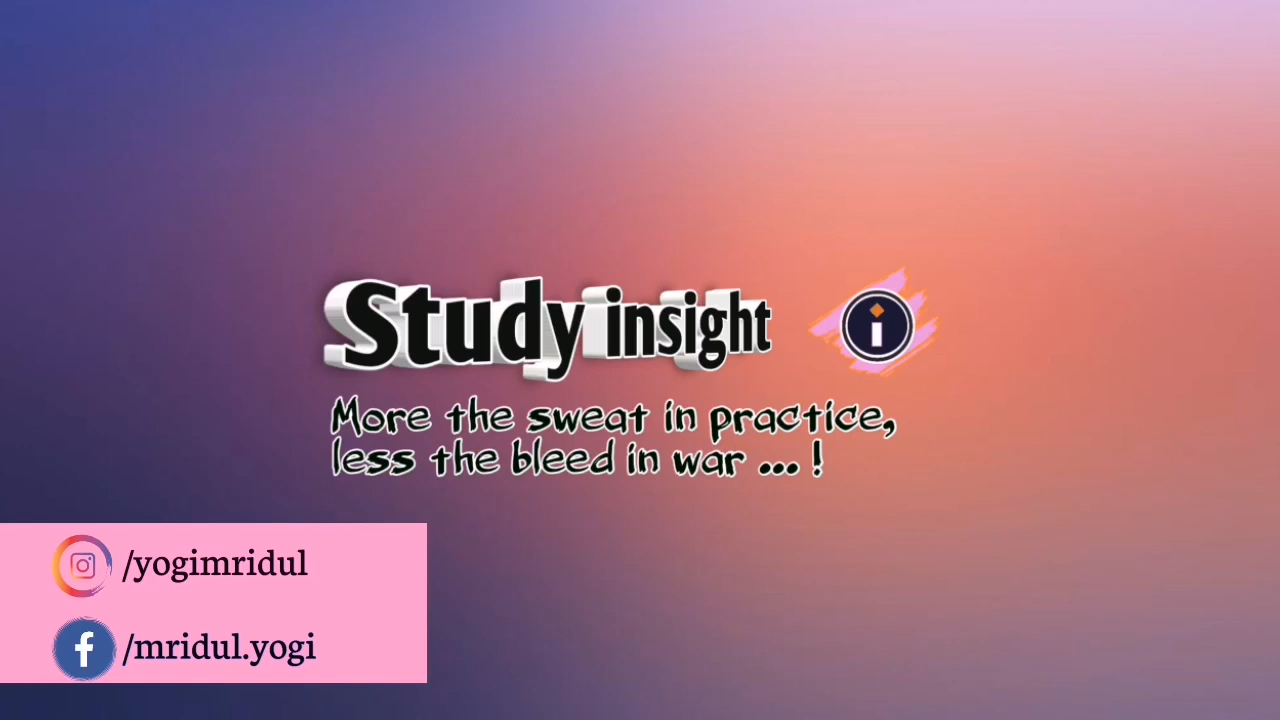 Study insight
More the sweat in practice,
less the bleed in war ... !
/yogimridul
/mridul.yogi